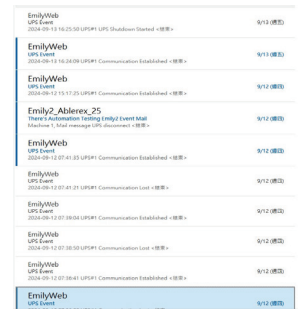 EmilyWeb
UPS Event 9/13 (週五)
2024-09-13 16:25:50 UPS#1 UPS Shutdown Started <結束>
EmilyWeb
UPS Event 9/13 (週五)
2024-09-13 16:24:09 UPS#1 Communication Established <結束>
EmilyWeb
UPS Event 9/12 (週四)
2024-09-12 15:17:25 UPS#1 Communication Established <結束>
Emily2_Ablerex_25
There's Automation Testing Emily2 Event Mail 9/12 (週四)
Machine 1, Mail message UPS disconnect <結束>
EmilyWeb
UPS Event 9/12 (週四)
2024-09-12 07:41:35 UPS#1 Communication Established <結束>
EmilyWeb
UPS Event 9/12 (週四)
2024-09-12 07:41:21 UPS#1 Communication Lost <結束>
EmilyWeb
UPS Event 9/12 (週四)
2024-09-12 07:39:04 UPS#1 Communication Established <結束>
EmilyWeb
UPS Event 9/12 (週四)
2024-09-12 07:38:50 UPS#1 Communication Lost <結束>
EmilyWeb
UPS Event 9/12 (週四)
2024-09-12 07:38:41 UPS#1 Communication Established <結束>
EmilyWeb
UPS Event 9/12 (週四)